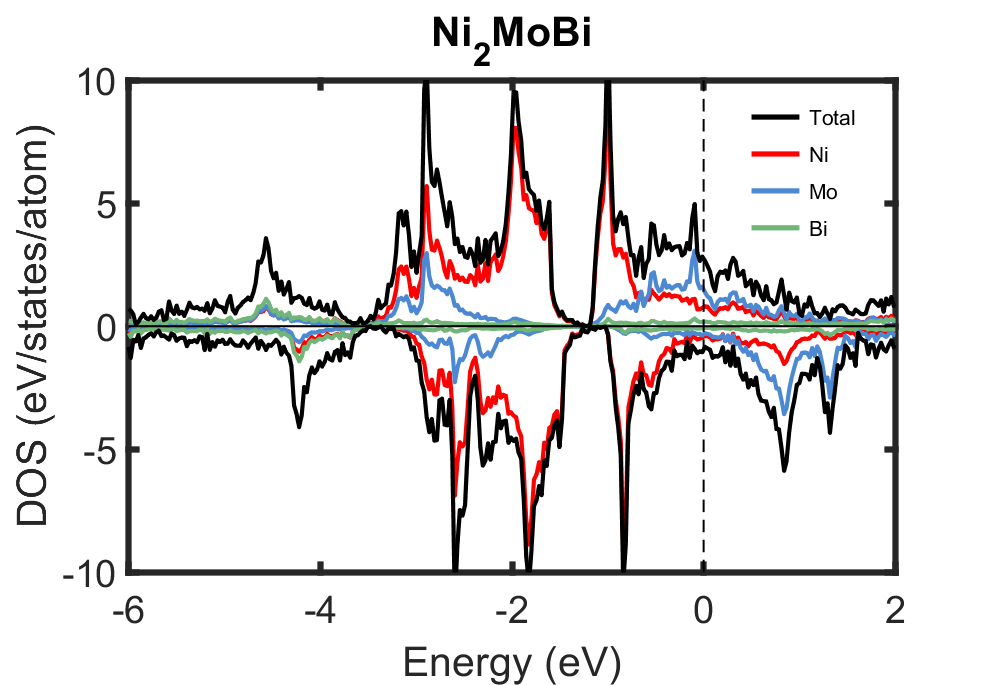 Ni₂MoBi
DOS (eV/states/atom)
10
5
0
-5
-10
Total
Ni
Mo
Bi
-6 -4 -2 0 2
Energy (eV)